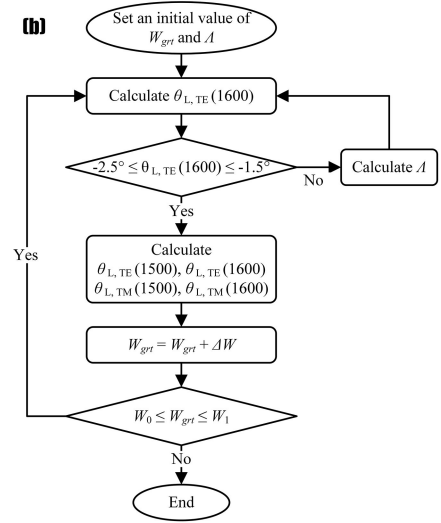 (b)
Set an initial value of
W_grt and Λ
Calculate θ_L, TE (1600)
-2.5° ≤ θ_L, TE (1600) ≤ -1.5°
No
Calculate Λ
Yes
Yes
Calculate
θ_L, TE (1500), θ_L, TE (1600)
θ_L, TM (1500), θ_L, TM (1600)
W_grt = W_grt + ΔW
W_0 ≤ W_grt ≤ W_1
No
End